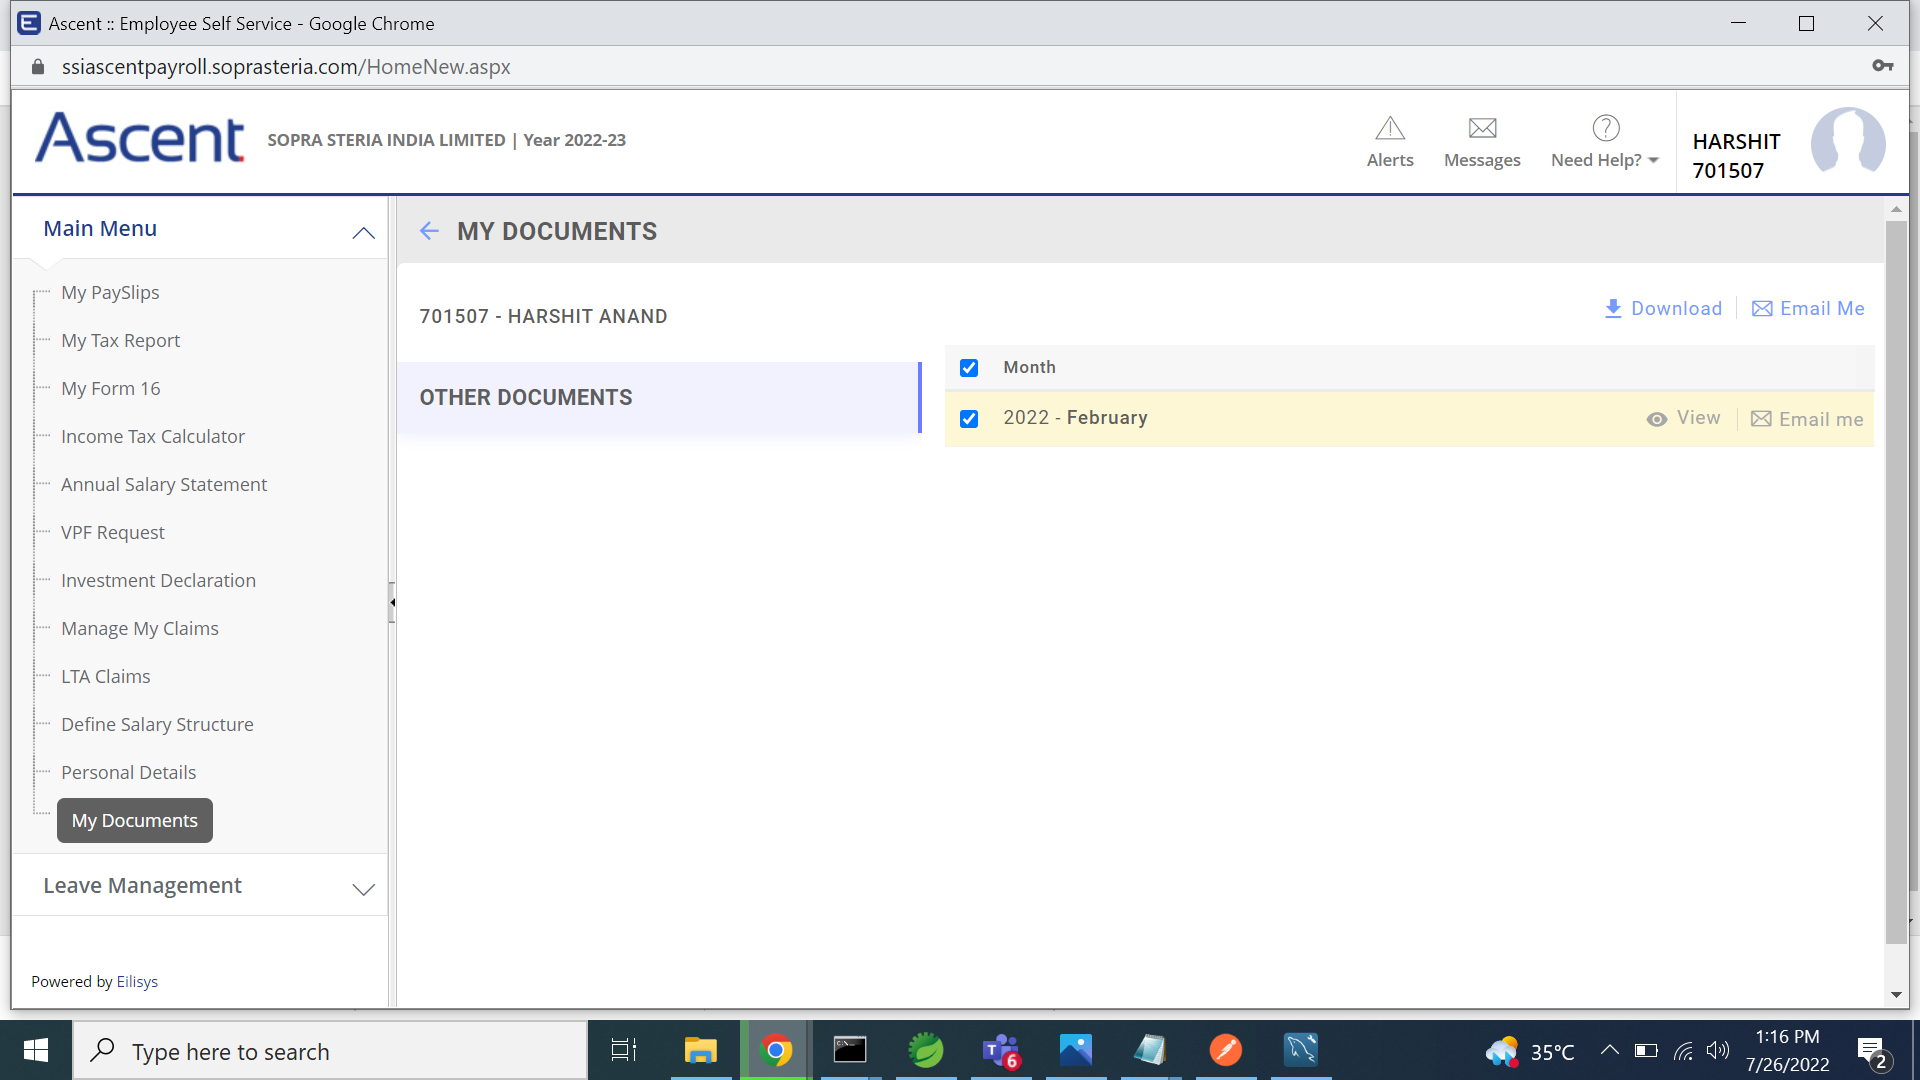 Ascent :: Employee Self Service - Google Chrome
ssiascentpayroll.soprasteria.com/HomeNew.aspx
Ascent
SOPRA STERIA INDIA LIMITED | Year 2022-23
Alerts
Messages
Need Help?
HARSHIT
701507
Main Menu
My PaySlips
My Tax Report
My Form 16
Income Tax Calculator
Annual Salary Statement
VPF Request
Investment Declaration
Manage My Claims
LTA Claims
Define Salary Structure
Personal Details
My Documents
Leave Management
Powered by Eilisys
MY DOCUMENTS
701507 - HARSHIT ANAND
Download
Email Me
OTHER DOCUMENTS
Month
2022 - February
View
Email me
Type here to search
6
35°C
1:16 PM
7/26/2022
2